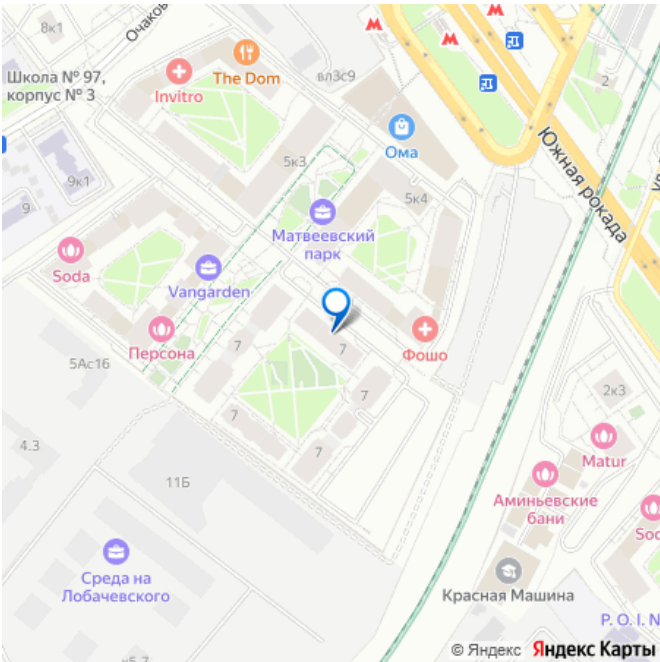 8к1
Очаков
Школа № 97,
корпус № 3
The Dom
Invitro
вл3с9
М
М
М
2
Ома
5к3
5к4
Южная рокада
9к1
9
Матвеевский
парк
Soda
Vangarden
Персона
7
7
Фошо
5Ас16
7
7
7
2к3
4.3
11Б
Matur
Аминьевские
бани
Soc
Среда на
Лобачевского
Красная Машина
P. O. I. N
© Яндекс Яндекс Карты